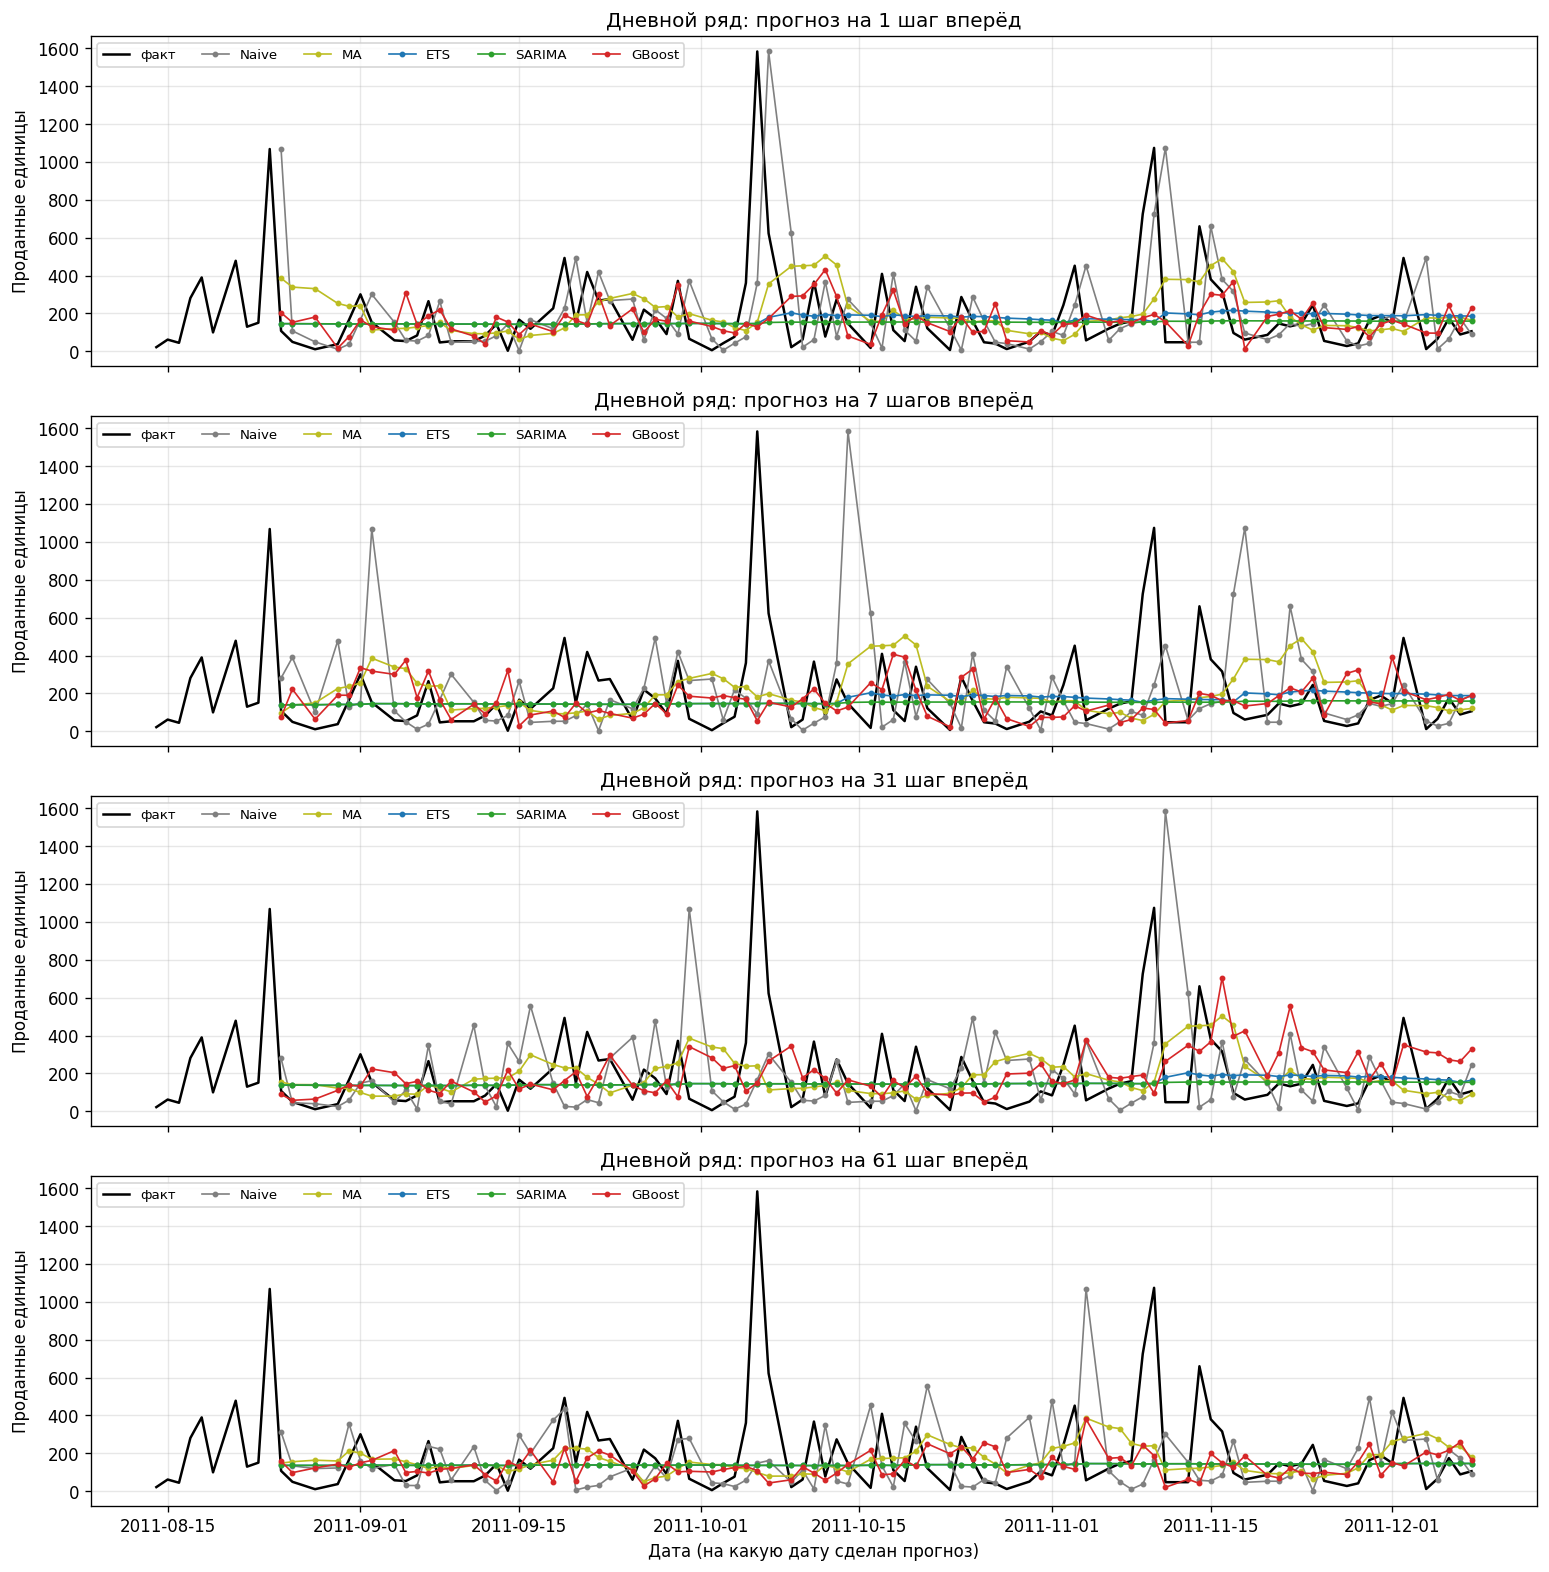 Дневной ряд: прогноз на 1 шаг вперёд
факт Naive MA ETS SARIMA GBoost
Проданные единицы
1600
1400
1200
1000
800
600
400
200
0
Дневной ряд: прогноз на 7 шагов вперёд
факт Naive MA ETS SARIMA GBoost
Проданные единицы
1600
1400
1200
1000
800
600
400
200
0
Дневной ряд: прогноз на 31 шаг вперёд
факт Naive MA ETS SARIMA GBoost
Проданные единицы
1600
1400
1200
1000
800
600
400
200
0
Дневной ряд: прогноз на 61 шаг вперёд
факт Naive MA ETS SARIMA GBoost
Проданные единицы
1600
1400
1200
1000
800
600
400
200
0
2011-08-15 2011-09-01 2011-09-15 2011-10-01 2011-10-15 2011-11-01 2011-11-15 2011-12-01
Дата (на какую дату сделан прогноз)